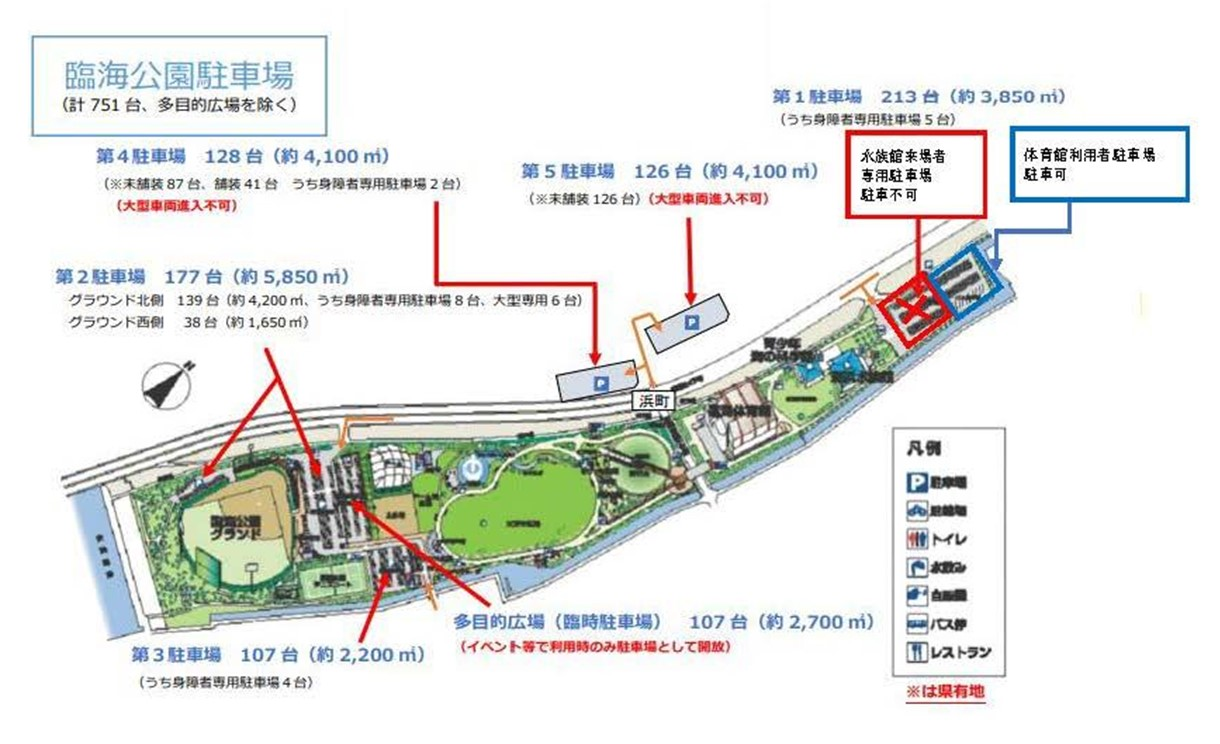 臨海公園駐車場
（計 751 台、多目的広場を除く）
第１駐車場　213 台（約 3,850 ㎡）
（うち身障者専用駐車場５台）
水族館来場者
専用駐車場
駐車不可
体育館利用者駐車場
駐車可
第４駐車場　128 台（約 4,100 ㎡）
（※未舗装 87 台、舗装 41 台　うち身障者専用駐車場２台）
（大型車両進入不可）
第５駐車場　126 台（約 4,100 ㎡）
（※未舗装 126 台）（大型車両進入不可）
第２駐車場　177 台（約 5,850 ㎡）
グラウンド北側　139 台（約 4,200 ㎡、うち身障者専用駐車場８台、大型専用６台）
グラウンド西側　38 台（約 1,650 ㎡）
N
P
P
浜町
青少年
海の科学館
グランド
多目的広場（臨時駐車場）　107 台（約 2,700 ㎡）
（イベント等で利用時のみ駐車場として開放）
第３駐車場　107 台（約 2,200 ㎡）
（うち身障者専用駐車場４台）
凡例
P 駐車場
駐輪場
トイレ
水飲み
自販機
バス停
レストラン
※は県有地